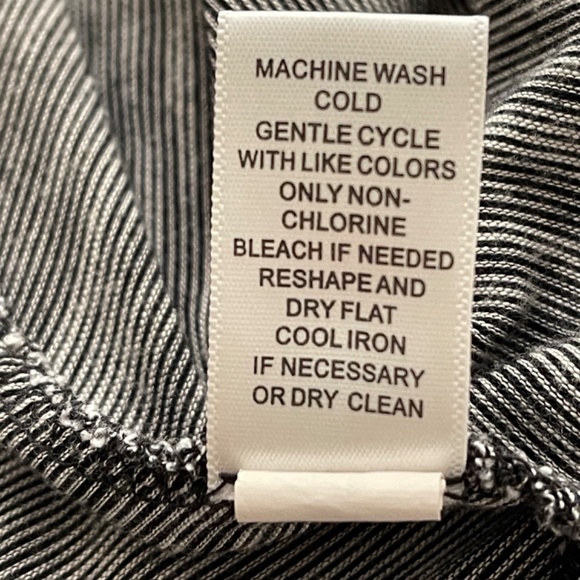 MACHINE WASH
COLD
GENTLE CYCLE
WITH LIKE COLORS
ONLY NON-
CHLORINE
BLEACH IF NEEDED
RESHAPE AND
DRY FLAT
COOL IRON
IF NECESSARY
OR DRY CLEAN